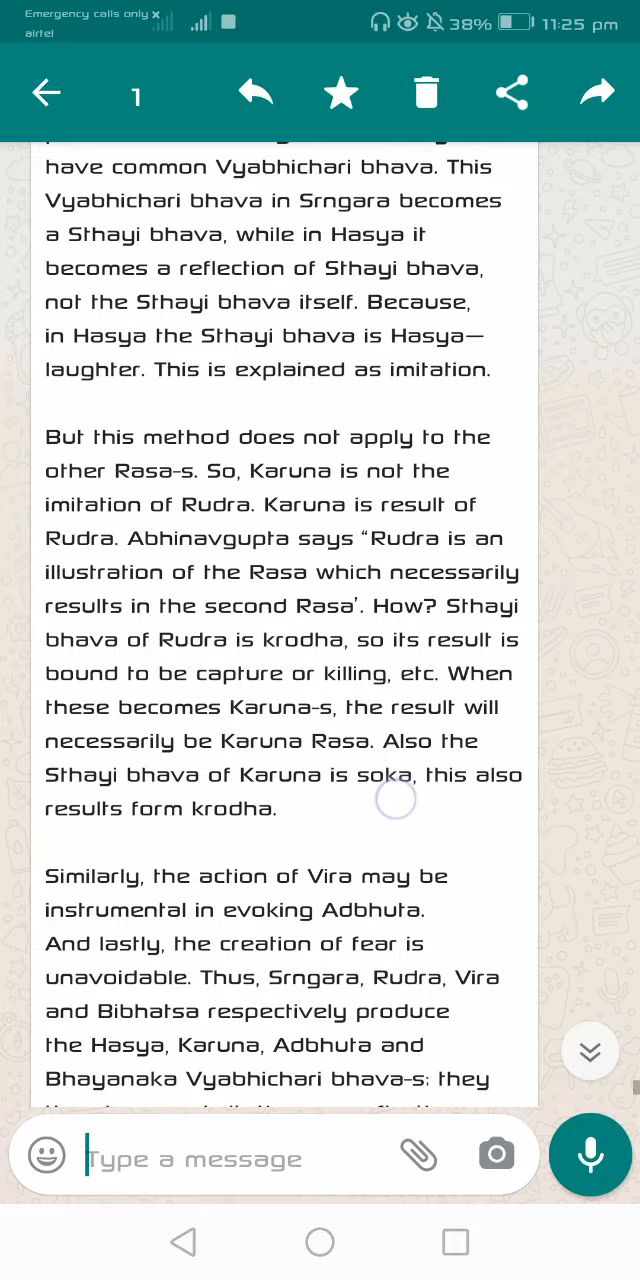 Emergency calls only x
airtel
38%
11:25 pm
1
have common Vyabhichari bhava. This
Vyabhichari bhava in Srngara becomes
a Sthayi bhava, while in Hasya it
becomes a reflection of Sthayi bhava,
not the Sthayi bhava itself. Because,
in Hasya the Sthayi bhava is Hasya—
laughter. This is explained as imitation.
But this method does not apply to the
other Rasa-s. So, Karuna is not the
imitation of Rudra. Karuna is result of
Rudra. Abhinavgupta says “Rudra is an
illustration of the Rasa which necessarily
results in the second Rasa’. How? Sthayi
bhava of Rudra is krodha, so its result is
bound to be capture or killing, etc. When
these becomes Karuna-s, the result will
necessarily be Karuna Rasa. Also the
Sthayi bhava of Karuna is soka, this also
results form krodha.
Similarly, the action of Vira may be
instrumental in evoking Adbhuta.
And lastly, the creation of fear is
unavoidable. Thus, Srngara, Rudra, Vira
and Bibhatsa respectively produce
the Hasya, Karuna, Adbhuta and
Bhayanaka Vyabhichari bhava-s; they
Type a message